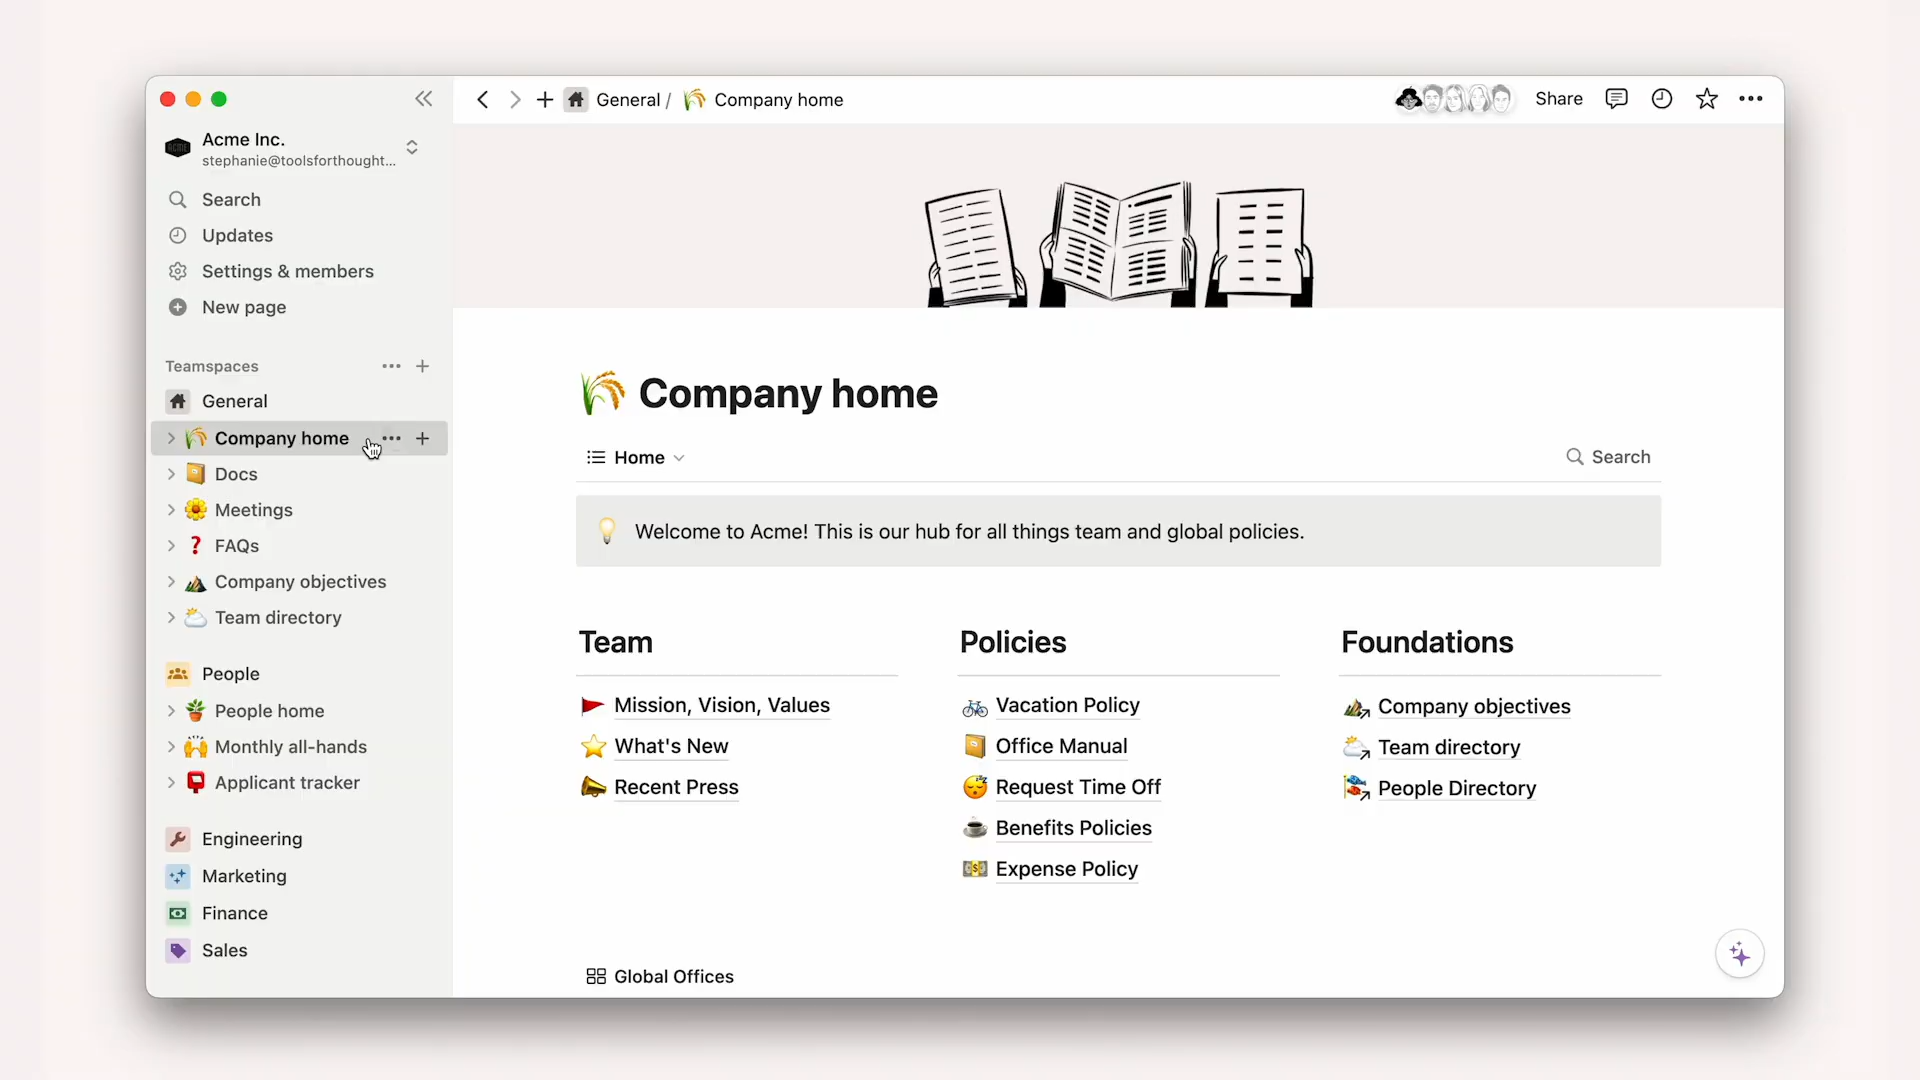 General / Company home
Share
Acme Inc.
stephanie@toolsforthought...
Search
Updates
Settings & members
New page
Teamspaces
General
Company home
Docs
Meetings
FAQs
Company objectives
Team directory
People
People home
Monthly all-hands
Applicant tracker
Engineering
Marketing
Finance
Sales
Company home
Home
Search
Welcome to Acme! This is our hub for all things team and global policies.
Team
Mission, Vision, Values
What's New
Recent Press
Policies
Vacation Policy
Office Manual
Request Time Off
Benefits Policies
Expense Policy
Foundations
Company objectives
Team directory
People Directory
Global Offices